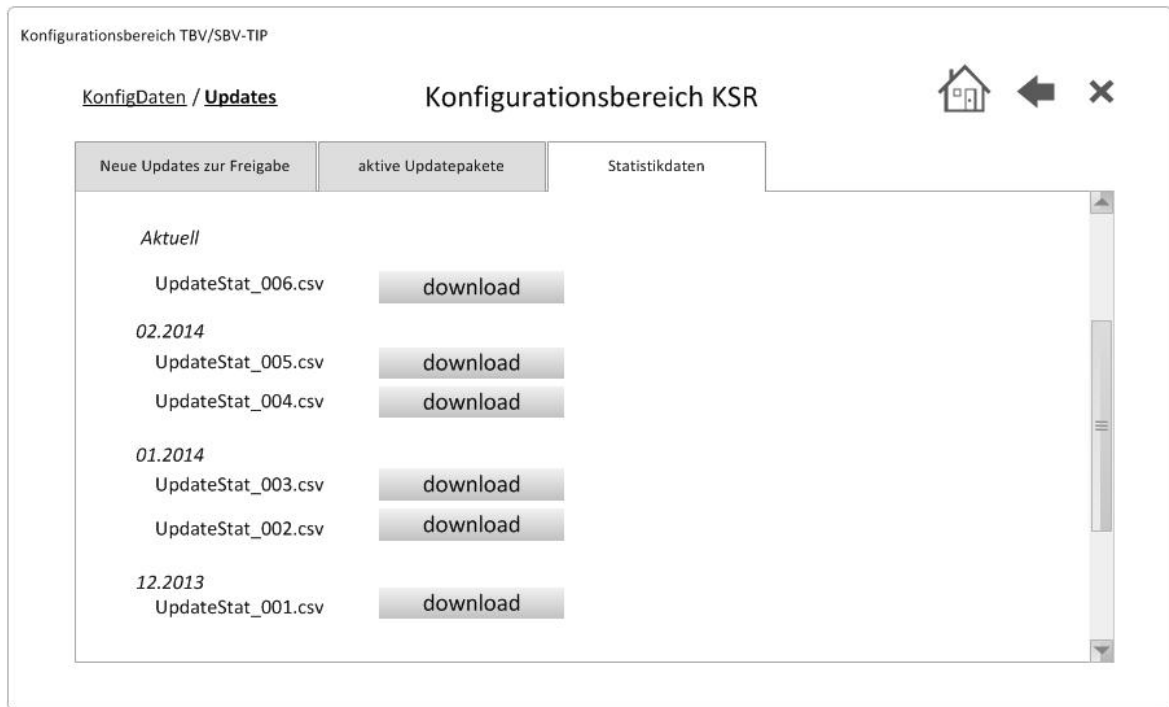 Konfigurationsbereich TBV/SBV-TIP
KonfigDaten / Updates
Konfigurationsbereich KSR
Neue Updates zur Freigabe
aktive Updatepakete
Statistikdaten
Aktuell
UpdateStat_006.csv download
02.2014
UpdateStat_005.csv download
UpdateStat_004.csv download
01.2014
UpdateStat_003.csv download
UpdateStat_002.csv download
12.2013
UpdateStat_001.csv download